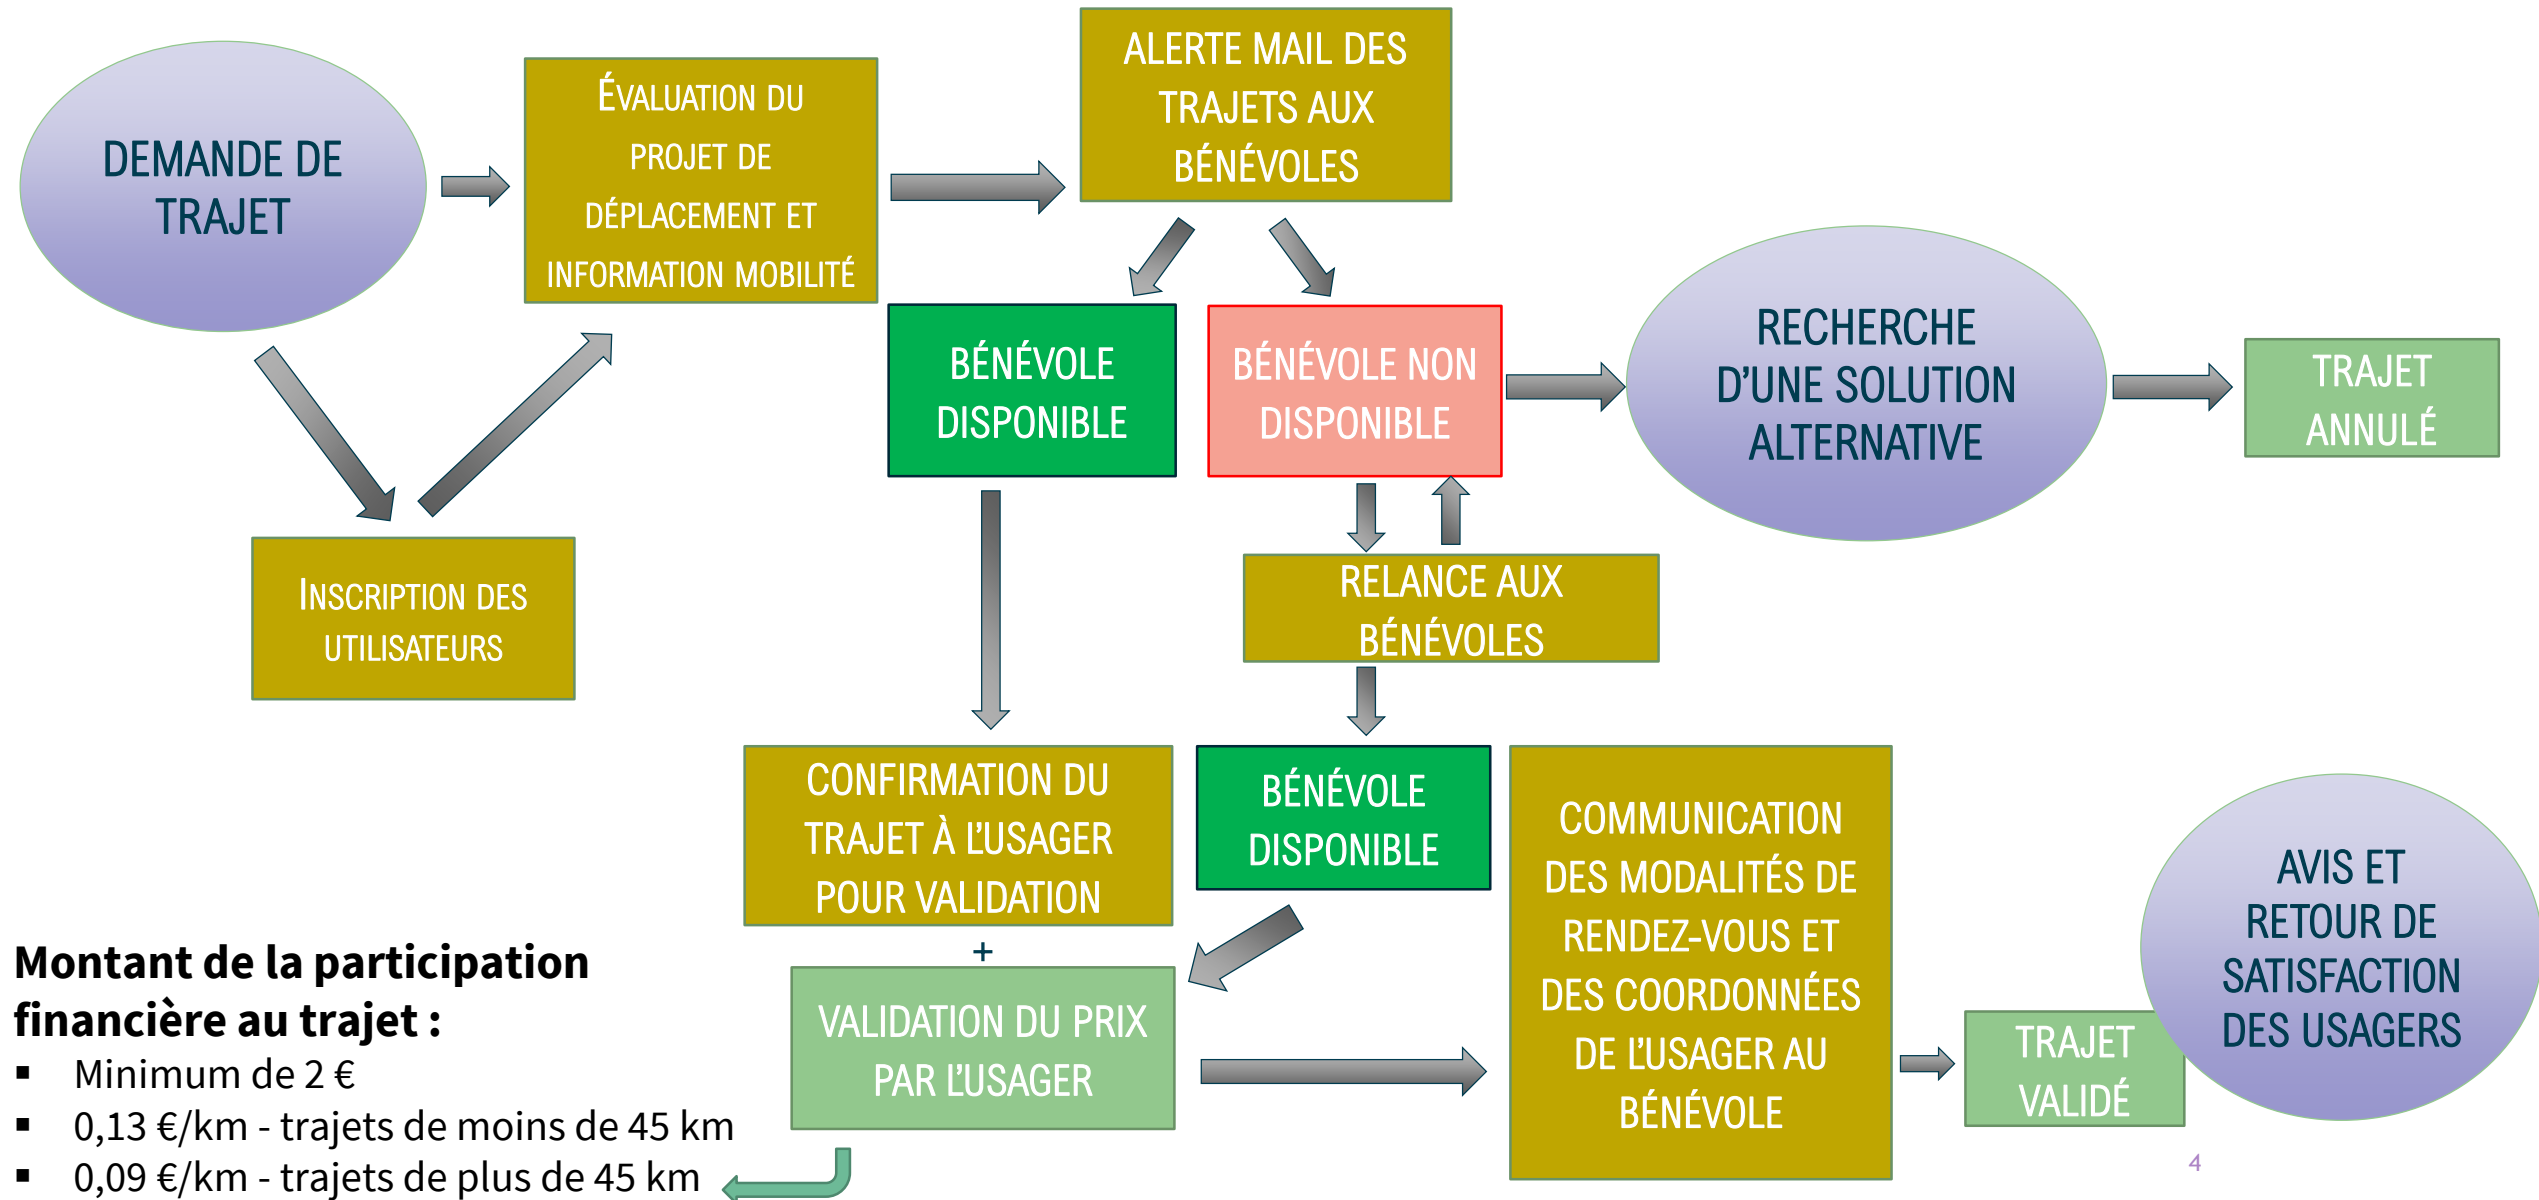 DEMANDE DE
TRAJET
ÉVALUATION DU
PROJET DE
DÉPLACEMENT ET
INFORMATION MOBILITÉ
ALERTE MAIL DES
TRAJETS AUX
BÉNÉVOLES
INSCRIPTION DES
UTILISATEURS
BÉNÉVOLE
DISPONIBLE
BÉNÉVOLE NON
DISPONIBLE
RECHERCHE
D'UNE SOLUTION
ALTERNATIVE
TRAJET
ANNULÉ
RELANCE AUX
BÉNÉVOLES
CONFIRMATION DU
TRAJET À L'USAGER
POUR VALIDATION
+
VALIDATION DU PRIX
PAR L'USAGER
BÉNÉVOLE
DISPONIBLE
COMMUNICATION
DES MODALITÉS DE
RENDEZ-VOUS ET
DES COORDONNÉES
DE L'USAGER AU
BÉNÉVOLE
TRAJET
VALIDÉ
AVIS ET
RETOUR DE
SATISFACTION
DES USAGERS
Montant de la participation
financière au trajet :
▪ Minimum de 2 €
▪ 0,13 €/km - trajets de moins de 45 km
▪ 0,09 €/km - trajets de plus de 45 km
4